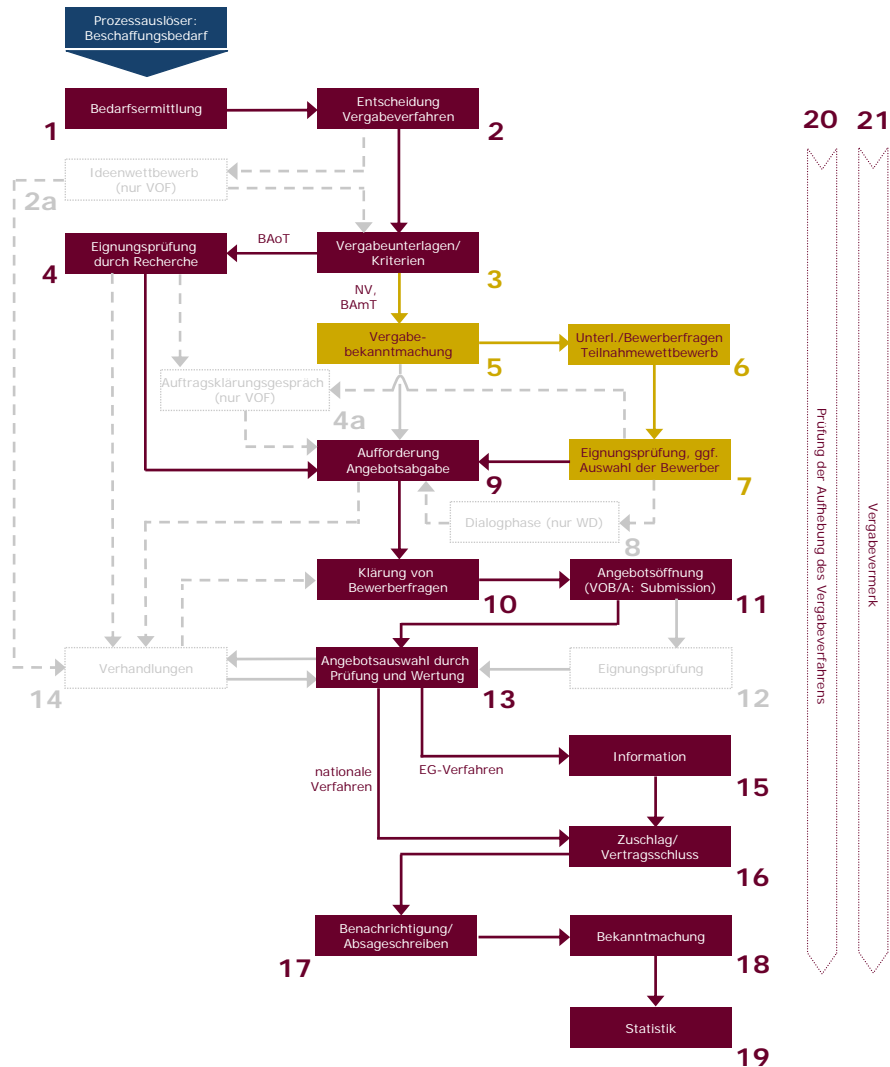 Prozessauslöser:
Beschaffungsbedarf
Bedarfsermittlung
1
Entscheidung
Vergabeverfahren
2
20
21
Ideenwettbewerb
(nur VOF)
2a
Eignungsprüfung
durch Recherche
4
BAoT
Vergabeunterlagen/
Kriterien
3
NV,
BAmT
Vergabe-
bekanntmachung
5
Unterl./Bewerberfragen
Teilnahmewettbewerb
6
Auftragsklärungsgespräch
(nur VOF)
4a
Aufforderung
Angebotsabgabe
9
Eignungsprüfung, ggf.
Auswahl der Bewerber
7
Dialogphase (nur WD)
8
Klärung von
Bewerberfragen
10
Angebotsöffnung
(VOB/A: Submission)
11
Verhandlungen
14
Angebotsauswahl durch
Prüfung und Wertung
13
Eignungsprüfung
12
nationale
Verfahren
EG-Verfahren
Information
15
Zuschlag/
Vertragsschluss
16
Benachrichtigung/
Absageschreiben
17
Bekanntmachung
18
Statistik
19
Prüfung der Aufhebung des Vergabeverfahrens
Vergabevermerk